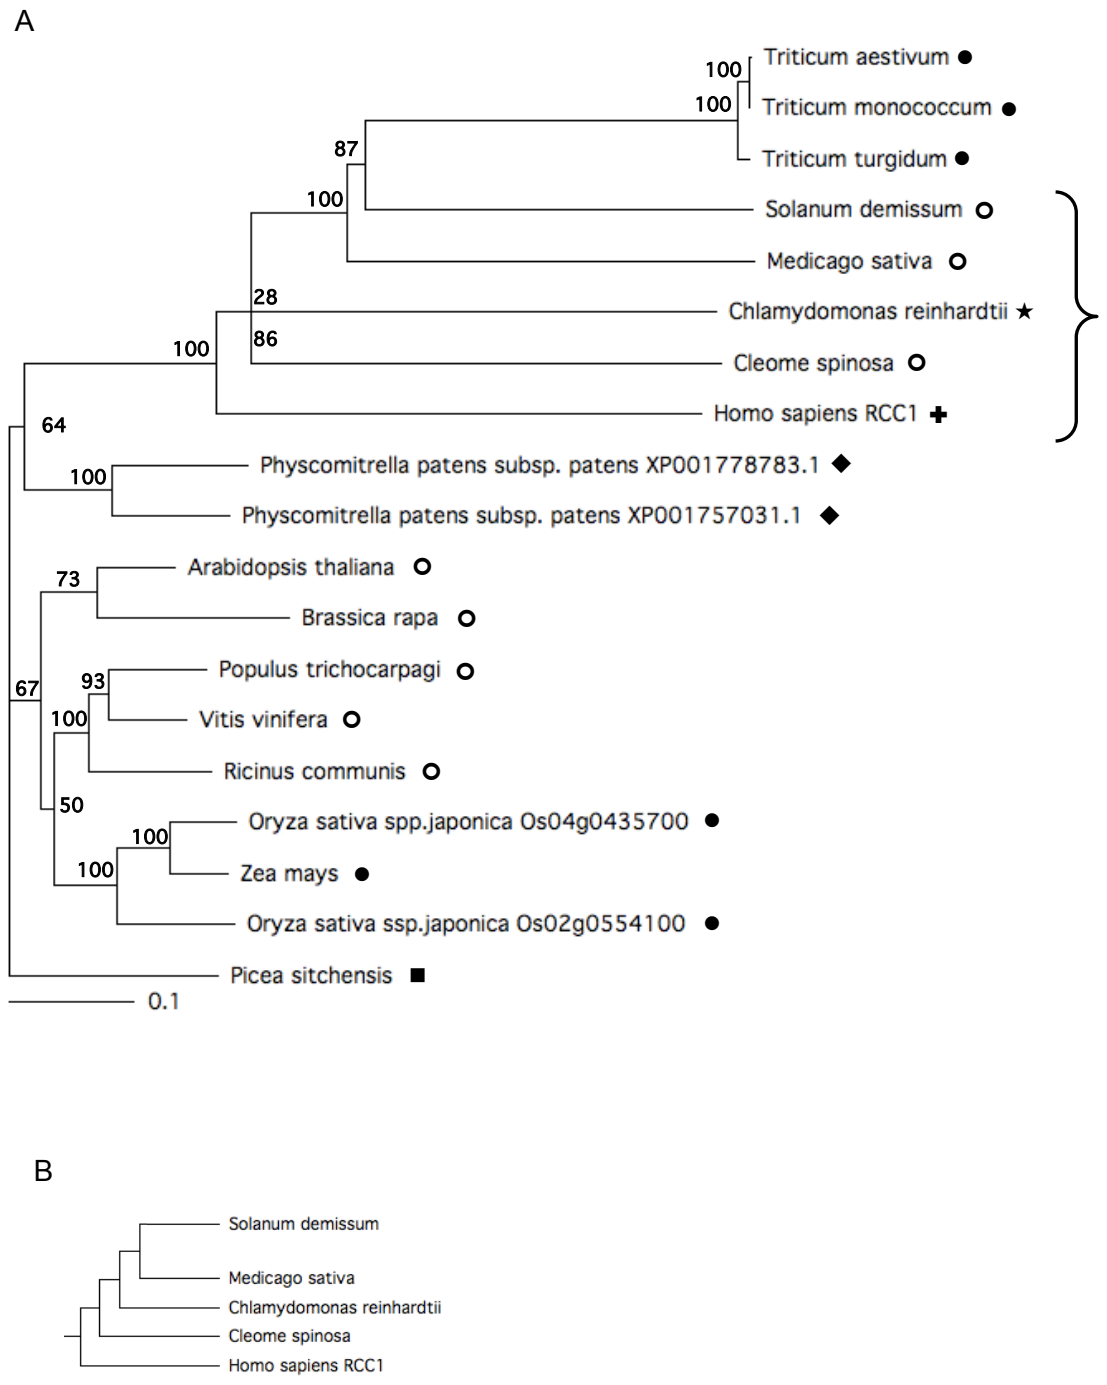 A
100
Triticum aestivum
100
Triticum monococcum
Triticum turgidum
87
100
Solanum demissum
Medicago sativa
28
Chlamydomonas reinhardtii
86
100
Cleome spinosa
Homo sapiens RCC1
64
100
Physcomitrella patens subsp. patens XP001778783.1
Physcomitrella patens subsp. patens XP001757031.1
73
Arabidopsis thaliana
Brassica rapa
67
93
Populus trichocarpagi
100
Vitis vinifera
Ricinus communis
50
100
Oryza sativa spp.japonica Os04g0435700
100
Zea mays
Oryza sativa ssp.japonica Os02g0554100
Picea sitchensis
0.1
B
Solanum demissum
Medicago sativa
Chlamydomonas reinhardtii
Cleome spinosa
Homo sapiens RCC1